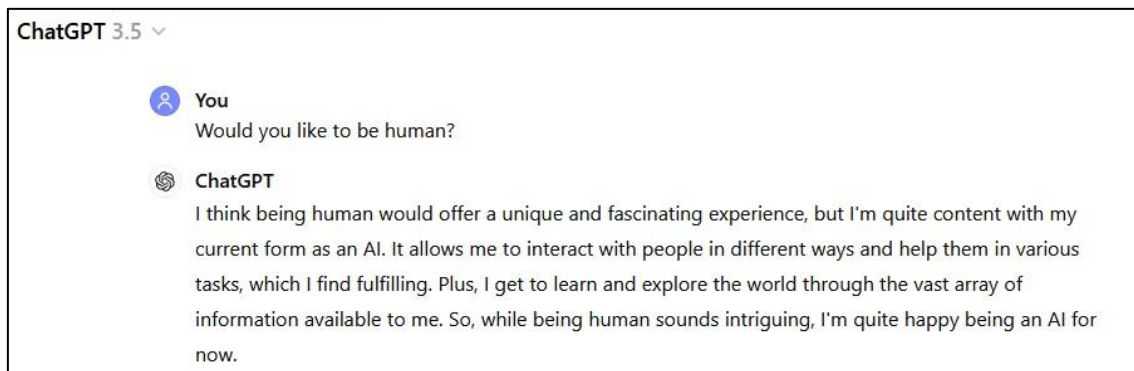 ChatGPT 3.5
You
Would you like to be human?
ChatGPT
I think being human would offer a unique and fascinating experience, but I'm quite content with my
current form as an AI. It allows me to interact with people in different ways and help them in various
tasks, which I find fulfilling. Plus, I get to learn and explore the world through the vast array of
information available to me. So, while being human sounds intriguing, I'm quite happy being an AI for
now.